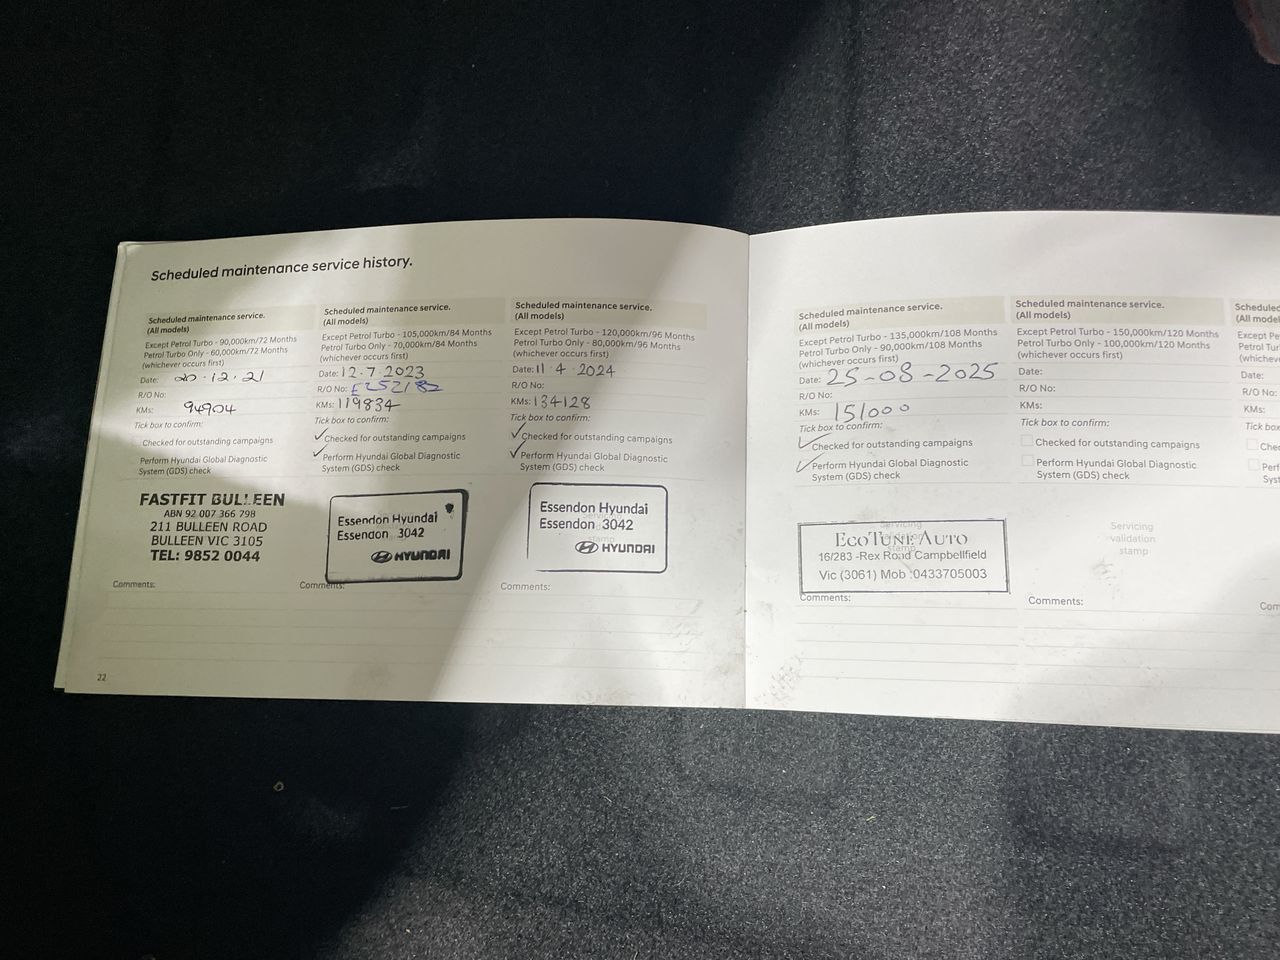 Scheduled maintenance service history.
Scheduled maintenance service.
(All models)
Except Petrol Turbo - 90,000km/72 Months
Petrol Turbo Only - 60,000km/72 Months
(whichever occurs first)
Date: 20.12.21
R/O No:
KMs: 94904
Tick box to confirm:
Checked for outstanding campaigns
Perform Hyundai Global Diagnostic
System (GDS) check
FASTFIT BULLEEN
ABN 92 007 366 798
211 BULLEEN ROAD
BULLEEN VIC 3105
TEL: 9852 0044
Comments:
22
Scheduled maintenance service.
(All models)
Except Petrol Turbo - 105,000km/84 Months
Petrol Turbo Only - 70,000km/84 Months
(whichever occurs first)
Date: 12.7.2023
R/O No:
KMs: 119834
Tick box to confirm:
Checked for outstanding campaigns
Perform Hyundai Global Diagnostic
System (GDS) check
Essendon Hyundai
Essendon 3042
HYUNDAI
Comments:
Scheduled maintenance service.
(All models)
Except Petrol Turbo - 120,000km/96 Months
Petrol Turbo Only - 80,000km/96 Months
(whichever occurs first)
Date: 11.4.2024
R/O No:
KMs: 134128
Tick box to confirm:
Checked for outstanding campaigns
Perform Hyundai Global Diagnostic
System (GDS) check
Essendon Hyundai
Essendon 3042
HYUNDAI
Comments:
Scheduled maintenance service.
(All models)
Except Petrol Turbo - 135,000km/108 Months
Petrol Turbo Only - 90,000km/108 Months
(whichever occurs first)
Date: 25-08-2025
R/O No:
KMs: 151000
Tick box to confirm:
Checked for outstanding campaigns
Perform Hyundai Global Diagnostic
System (GDS) check
Servicing
validation
stamp
ECOTUNE AUTO
16/283 -Rex Road Campbellfield
Vic (3061) Mob :0433705003
Comments:
Scheduled maintenance service.
(All models)
Except Petrol Turbo - 150,000km/120 Months
Petrol Turbo Only - 100,000km/120 Months
(whichever occurs first)
Date:
R/O No:
KMs:
Tick box to confirm:
Checked for outstanding campaigns
Perform Hyundai Global Diagnostic
System (GDS) check
Servicing
validation
stamp
Comments:
(All
Except
Petrol
Date:
R/O No:
KMs:
Tick